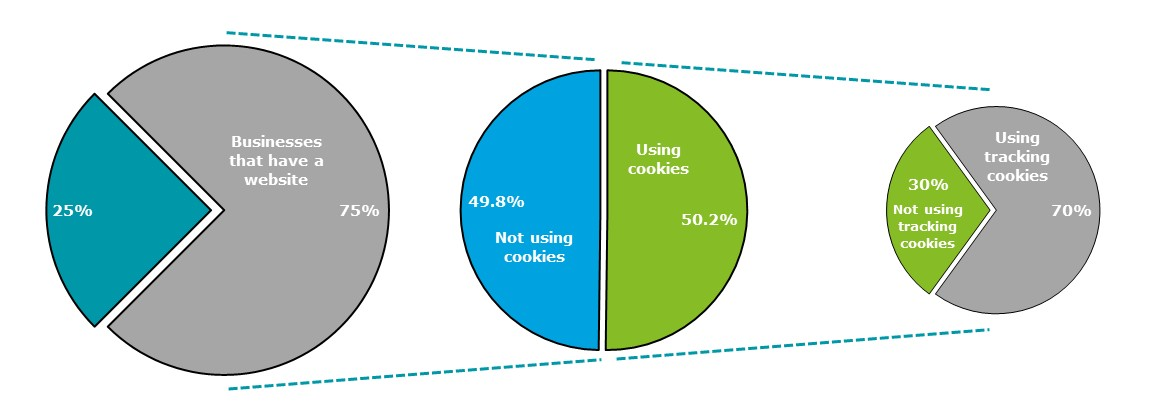 25%
Businesses
that have a
website
75%
49.8%
Not using
cookies
Using
cookies
50.2%
30%
Not using
tracking
cookies
Using
tracking
cookies
70%